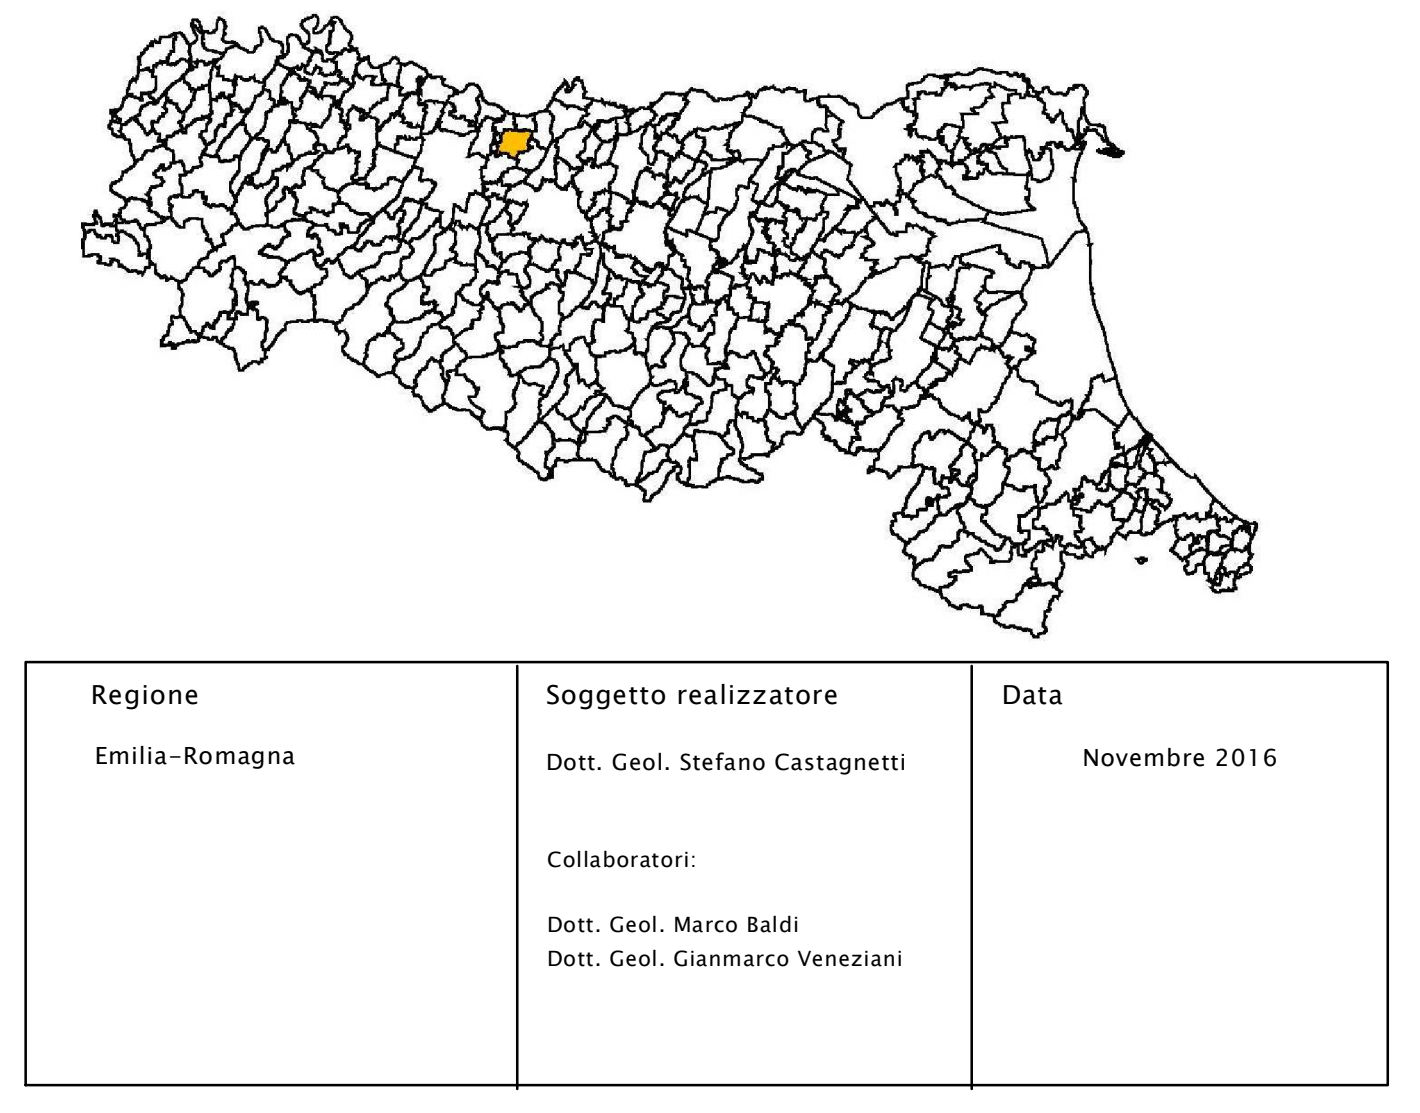 Regione
Emilia-Romagna
Soggetto realizzatore
Dott. Geol. Stefano Castagnetti
Collaboratori:
Dott. Geol. Marco Baldi
Dott. Geol. Gianmarco Veneziani
Data
Novembre 2016